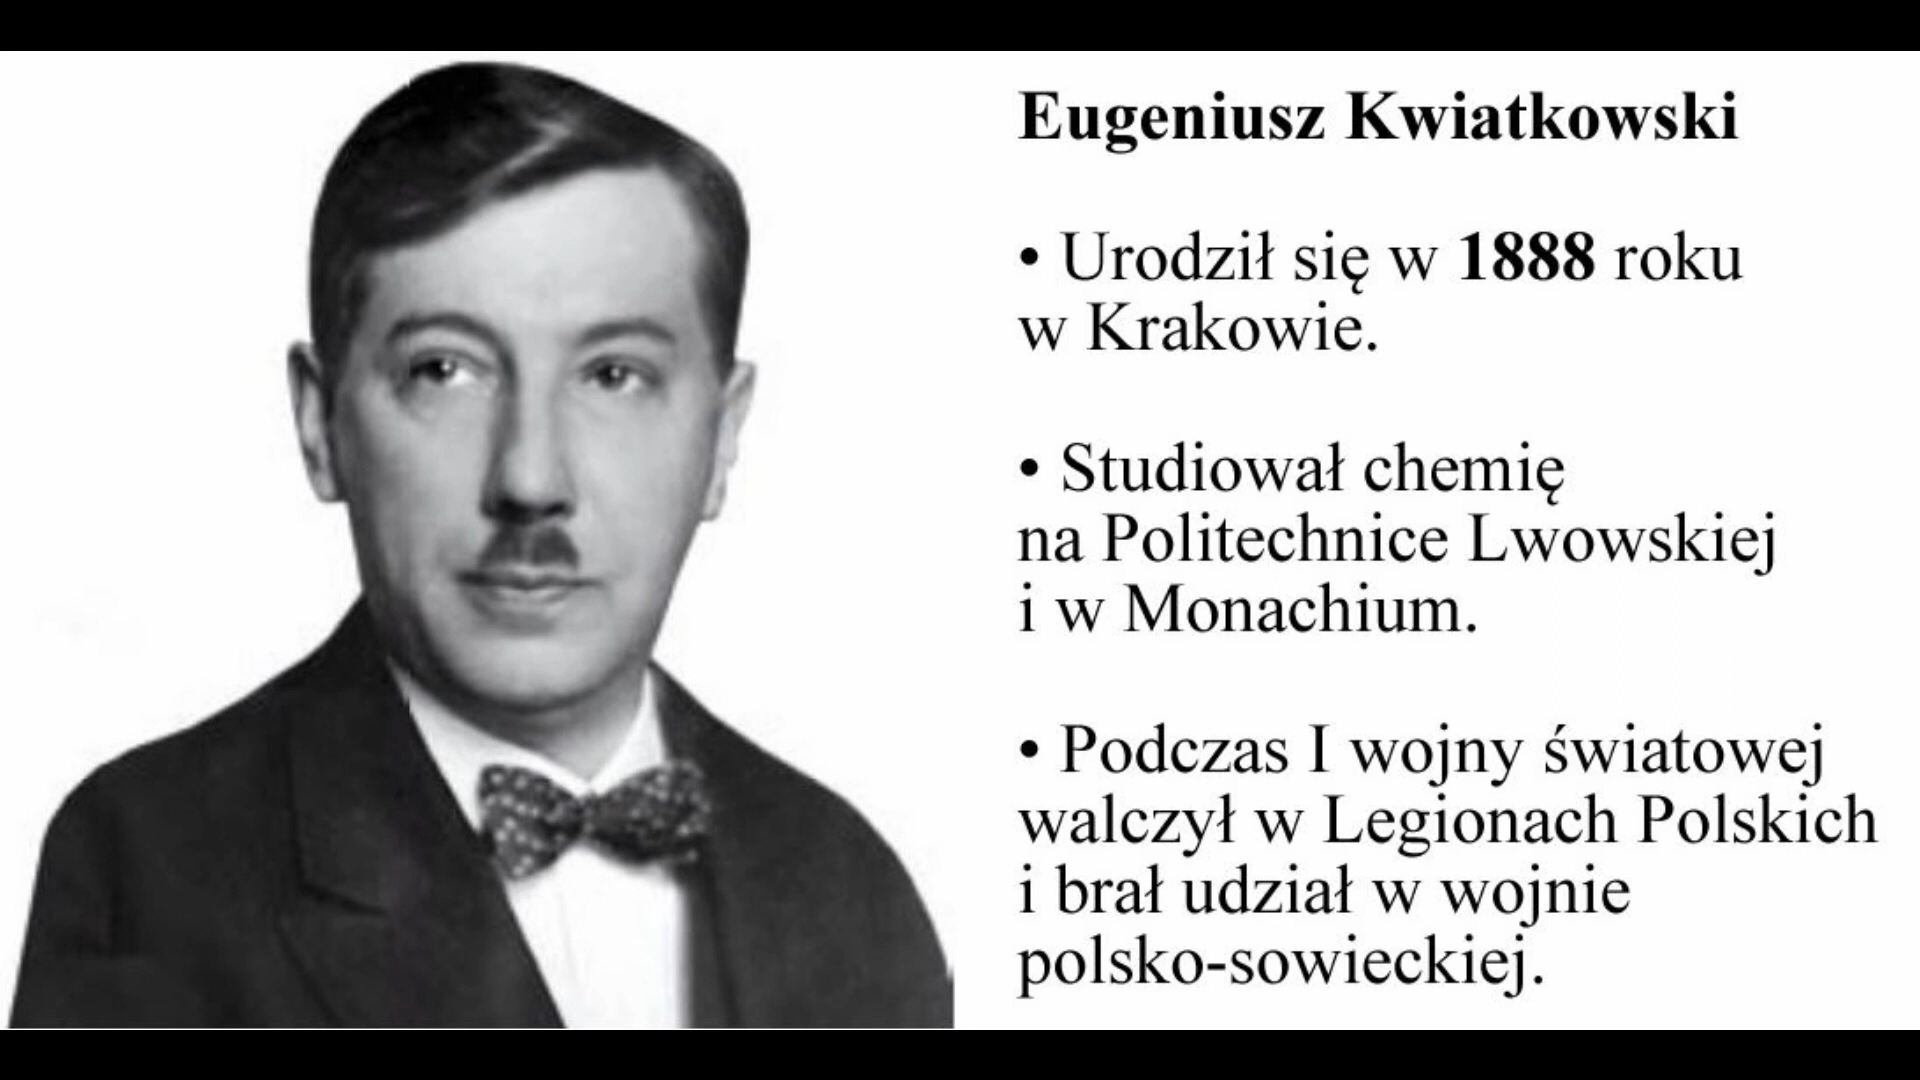 Eugeniusz Kwiatkowski
• Urodził się w 1888 roku
w Krakowie.
• Studiował chemię
na Politechnice Lwowskiej
i w Monachium.
• Podczas I wojny światowej
walczył w Legionach Polskich
i brał udział w wojnie
polsko-sowieckiej.